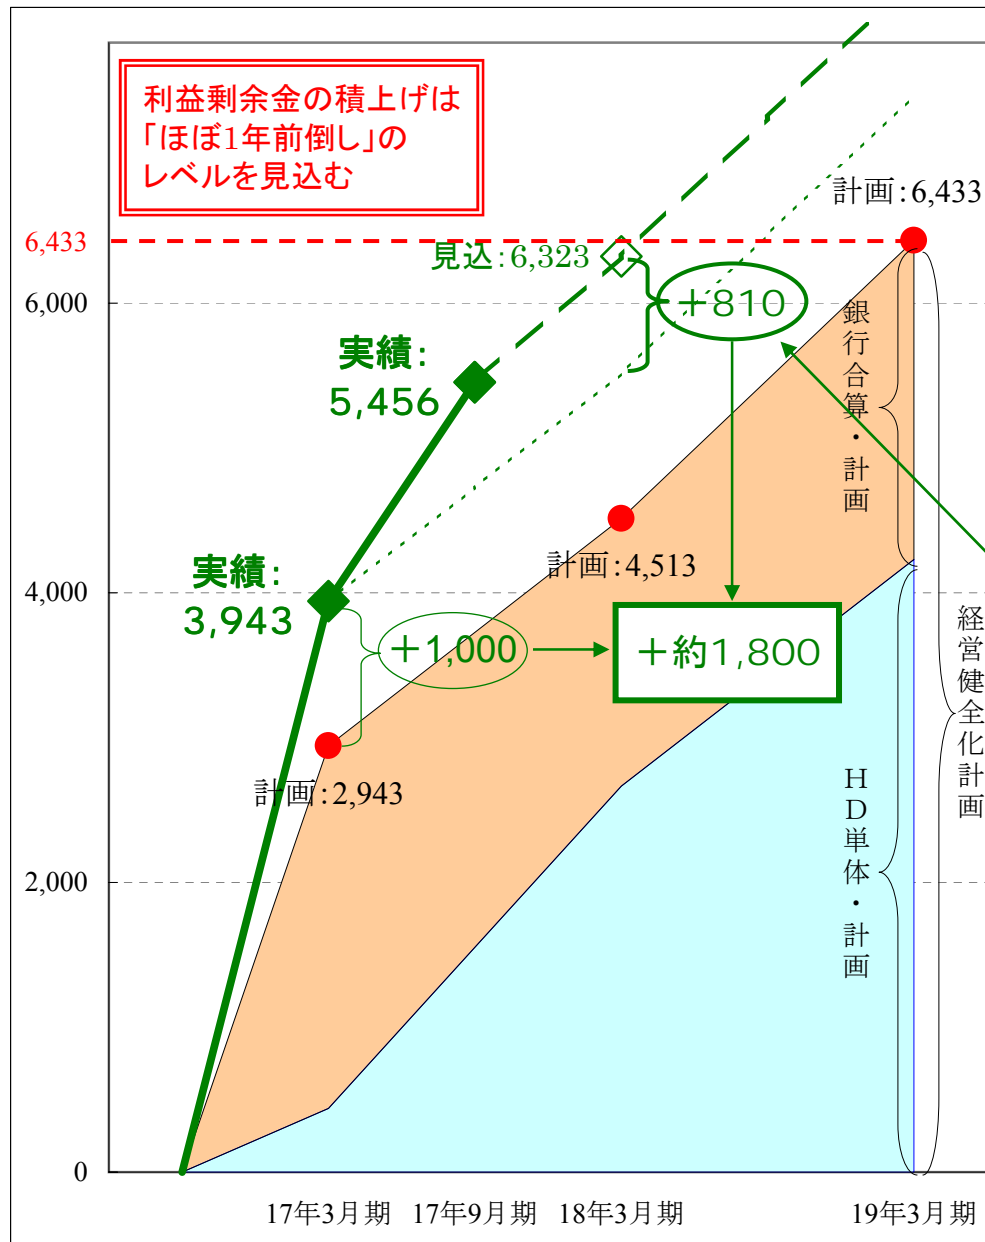 利益剰余金の積上げは
「ほぼ1年前倒し」の
レベルを見込む
計画:6,433
6,433
見込:6,323
6,000
+810
実績:
5,456
銀行合算・計画
計画:4,513
実績:
3,943
4,000
+1,000
+約1,800
経営健全化計画
計画:2,943
HD単体・計画
2,000
0
17年3月期 17年9月期 18年3月期 19年3月期